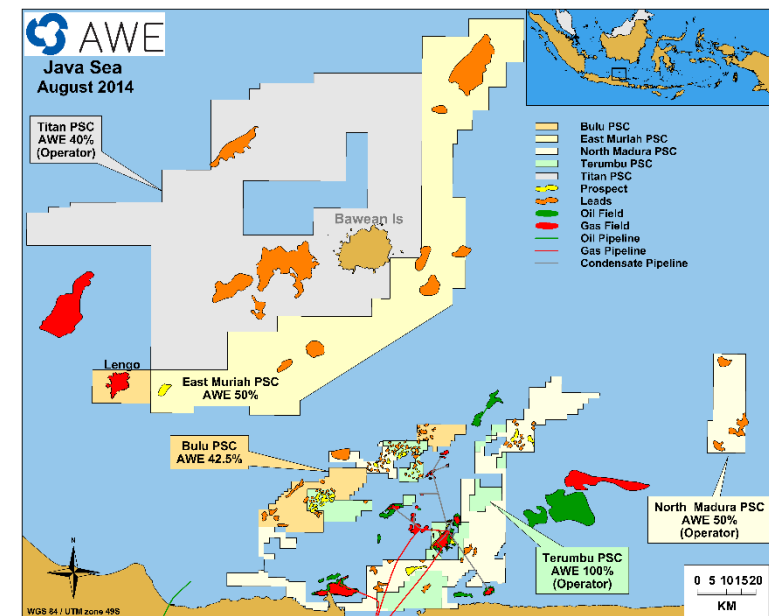 AWE
Java Sea
August 2014
Titan PSC
AWE 40%
(Operator)
Bulu PSC
East Muriah PSC
North Madura PSC
Terumbu PSC
Titan PSC
Prospect
Leads
Oil Field
Gas Field
Oil Pipeline
Gas Pipeline
Condensate Pipeline
Bawean Is
Lengo
East Muriah PSC
AWE 50%
Bulu PSC
AWE 42.5%
North Madura PSC
AWE 50%
(Operator)
Terumbu PSC
AWE 100%
(Operator)
N
0 5 10 15 20
KM
WGS 84 / UTM zone 49S